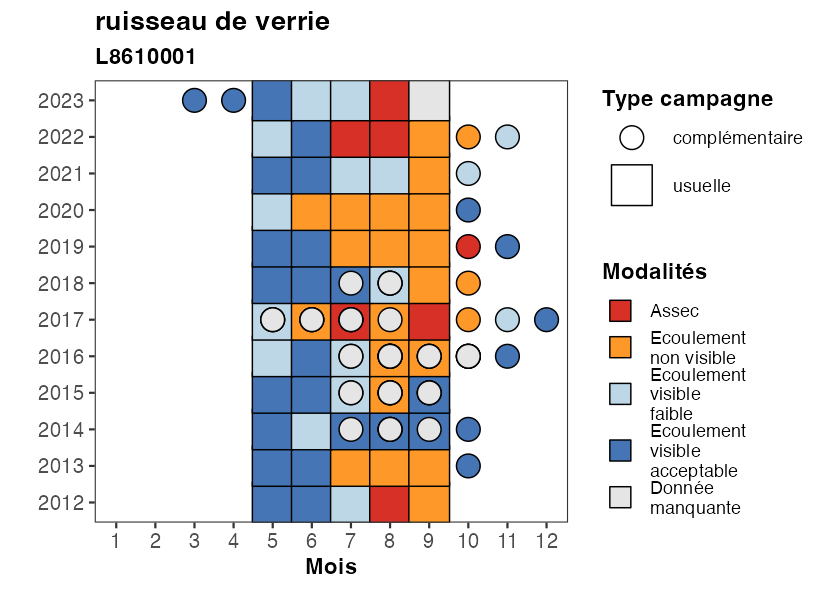 ruisseau de verrie
L8610001
2023
2022
2021
2020
2019
2018
2017
2016
2015
2014
2013
2012
1 2 3 4 5 6 7 8 9 10 11 12
Mois
Type campagne
complémentaire
usuelle
Modalités
Assec
Ecoulement
non visible
Ecoulement
visible
faible
Ecoulement
visible
acceptable
Donnée
manquante